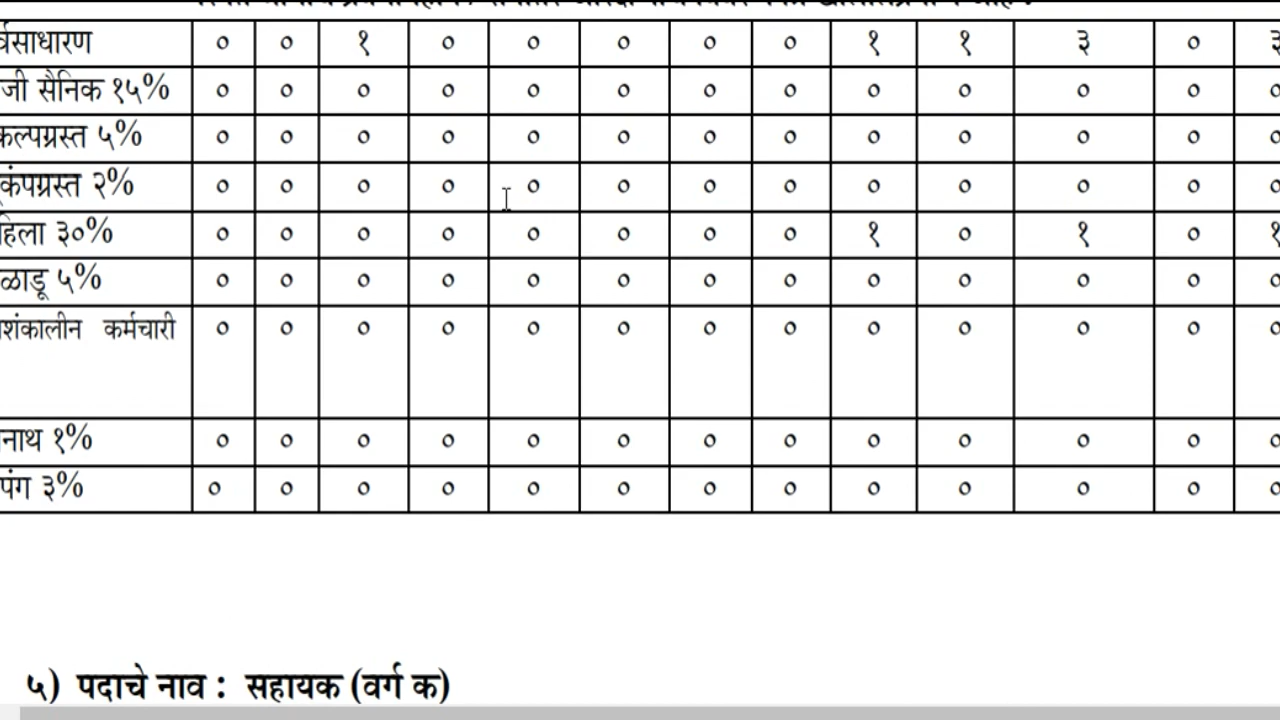 र्वसाधारण ० ० १ ० ० ० ० ० १ १ ३ ० ३
जी सैनिक १५% ० ० ० ० ० ० ० ० ० ० ० ० ०
कल्पग्रस्त ५% ० ० ० ० ० ० ० ० ० ० ० ० ०
कंपग्रस्त २% ० ० ० ० ० ० ० ० ० ० ० ० ०
हिला ३०% ० ० ० ० ० ० ० ० १ ० १ ० १
ळाडू ५% ० ० ० ० ० ० ० ० ० ० ० ० ०
शंकालीन कर्मचारी ० ० ० ० ० ० ० ० ० ० ० ० ०
नाथ १% ० ० ० ० ० ० ० ० ० ० ० ० ०
पंग ३% ० ० ० ० ० ० ० ० ० ० ० ० ०
५) पदाचे नाव : सहायक (वर्ग क)